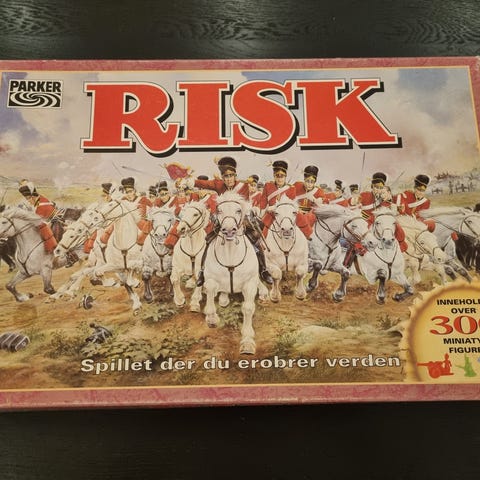 PARKER
RISK
INNEHOLD
OVER
300
MINIATY
FIGURE
Spillet der du erobrer verden